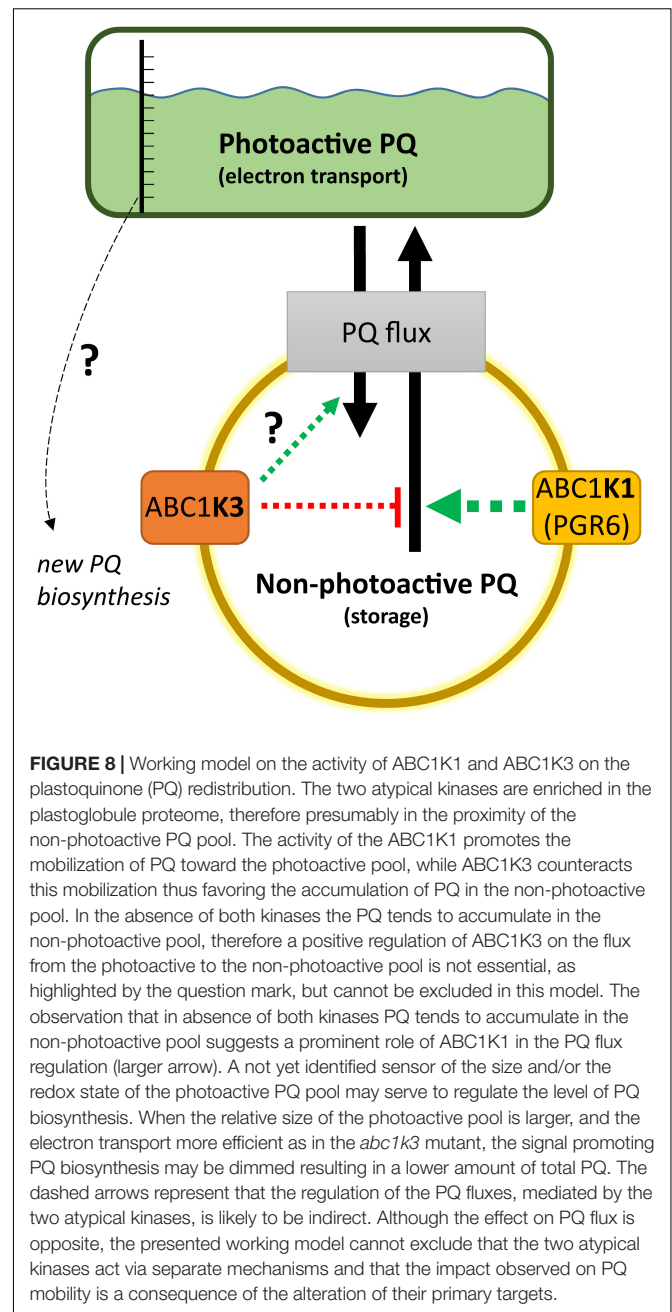 Photoactive PQ
(electron transport)
PQ flux
?
?
ABC1K3
ABC1K1
(PGR6)
new PQ
biosynthesis
Non-photoactive PQ
(storage)
FIGURE 8 | Working model on the activity of ABC1K1 and ABC1K3 on the
plastoquinone (PQ) redistribution. The two atypical kinases are enriched in the
plastoglobule proteome, therefore presumably in the proximity of the
non-photoactive PQ pool. The activity of the ABC1K1 promotes the
mobilization of PQ toward the photoactive pool, while ABC1K3 counteracts
this mobilization thus favoring the accumulation of PQ in the non-photoactive
pool. In the absence of both kinases the PQ tends to accumulate in the
non-photoactive pool, therefore a positive regulation of ABC1K3 on the flux
from the photoactive to the non-photoactive pool is not essential, as
highlighted by the question mark, but cannot be excluded in this model. The
observation that in absence of both kinases PQ tends to accumulate in the
non-photoactive pool suggests a prominent role of ABC1K1 in the PQ flux
regulation (larger arrow). A not yet identified sensor of the size and/or the
redox state of the photoactive PQ pool may serve to regulate the level of PQ
biosynthesis. When the relative size of the photoactive pool is larger, and the
electron transport more efficient as in the abc1k3 mutant, the signal promoting
PQ biosynthesis may be dimmed resulting in a lower amount of total PQ. The
dashed arrows represent that the regulation of the PQ fluxes, mediated by the
two atypical kinases, is likely to be indirect. Although the effect on PQ flux is
opposite, the presented working model cannot exclude that the two atypical
kinases act via separate mechanisms and that the impact observed on PQ
mobility is a consequence of the alteration of their primary targets.